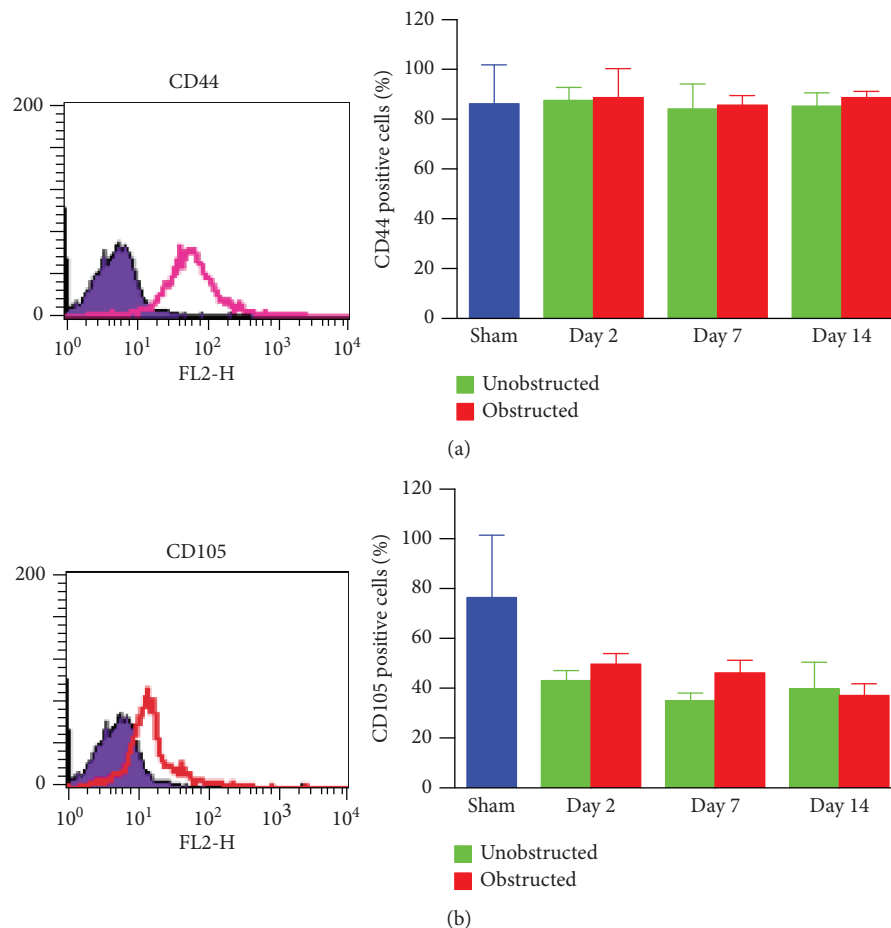 CD44
200
0
10^0 10^1 10^2 10^3 10^4
FL2-H
CD44 positive cells (%)
120
100
80
60
40
20
0
Sham Day 2 Day 7 Day 14
Unobstructed
Obstructed
(a)
CD105
200
0
10^0 10^1 10^2 10^3 10^4
FL2-H
CD105 positive cells (%)
120
100
80
60
40
20
0
Sham Day 2 Day 7 Day 14
Unobstructed
Obstructed
(b)